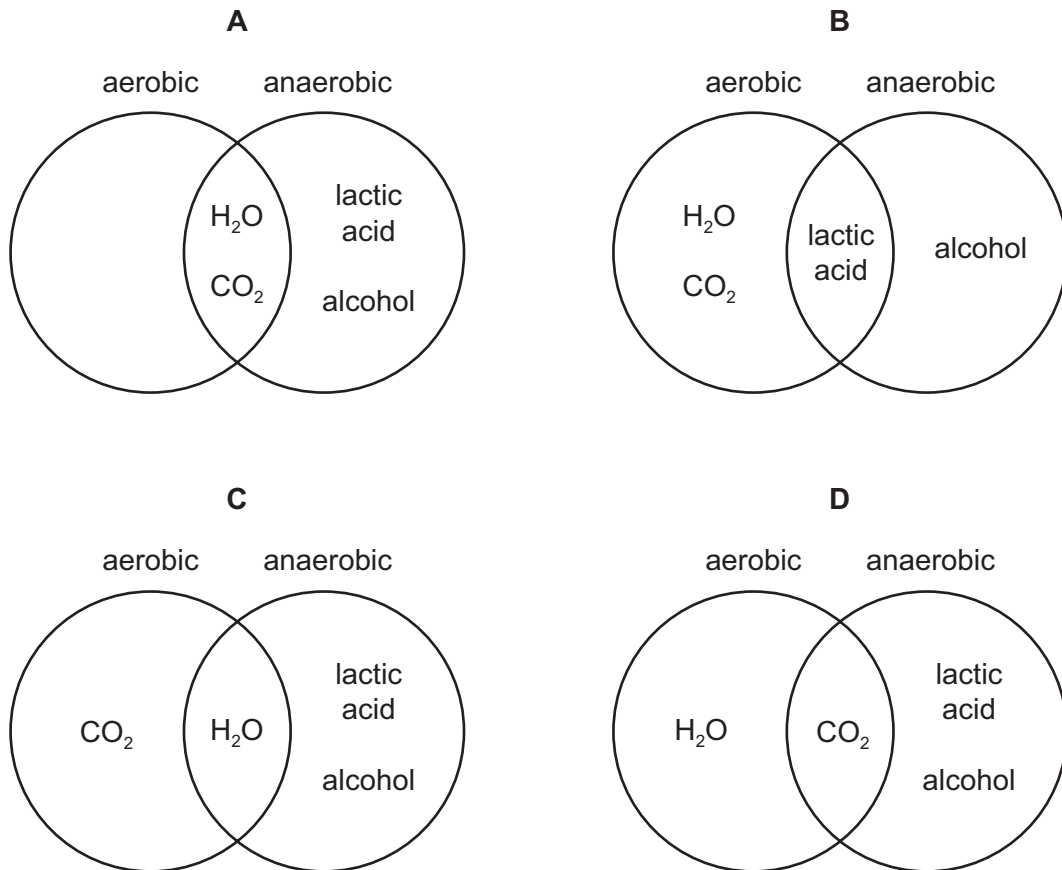 A
B
aerobic anaerobic
aerobic anaerobic
H₂O
CO₂
lactic
acid
alcohol
H₂O
CO₂
lactic
acid
alcohol
C
D
aerobic anaerobic
aerobic anaerobic
CO₂
H₂O
lactic
acid
alcohol
H₂O
CO₂
lactic
acid
alcohol